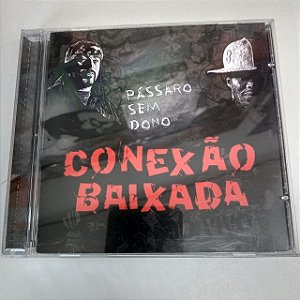 PÁSSARO
SEM
DONO
CONEXÃO
BAIXADA